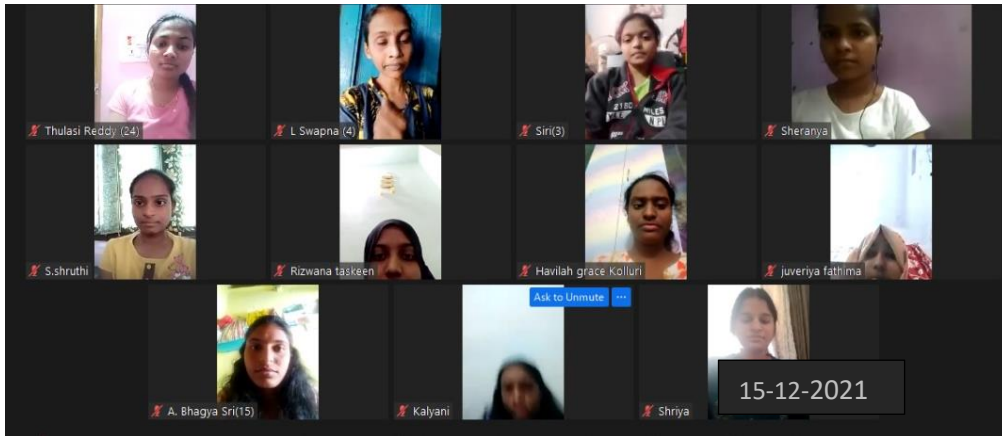 Thulasi Reddy (24)
L Swapna (4)
Siri(3)
Sheranya
S.shruthi
Rizwana taskeen
Havilah grace Kolluri
juveriya fathima
Ask to Unmute ...
A. Bhagya Sri(15)
Kalyani
Shriya
15-12-2021